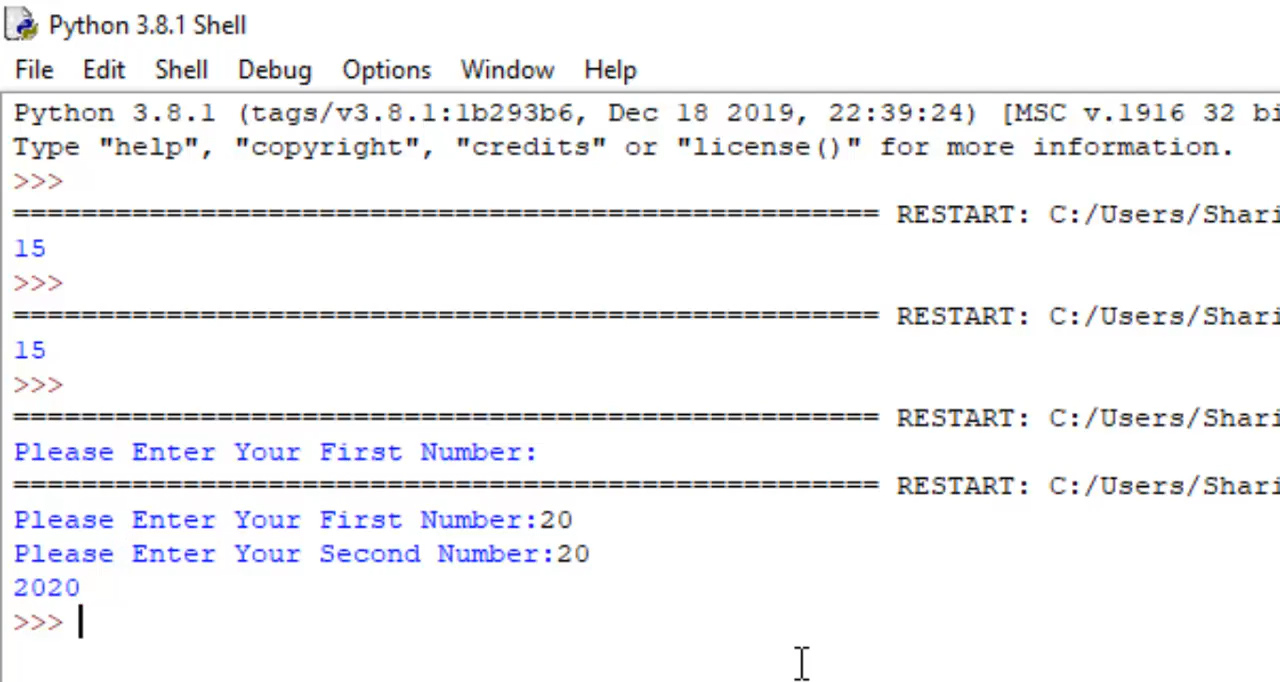 Python 3.8.1 Shell
File Edit Shell Debug Options Window Help
Python 3.8.1 (tags/v3.8.1:1b293b6, Dec 18 2019, 22:39:24) [MSC v.1916 32 bi
Type "help", "copyright", "credits" or "license()" for more information.
>>>
=================================================== RESTART: C:/Users/Shari
15
>>>
=================================================== RESTART: C:/Users/Shari
15
>>>
=================================================== RESTART: C:/Users/Shari
Please Enter Your First Number:
=================================================== RESTART: C:/Users/Shari
Please Enter Your First Number:20
Please Enter Your Second Number:20
2020
>>>